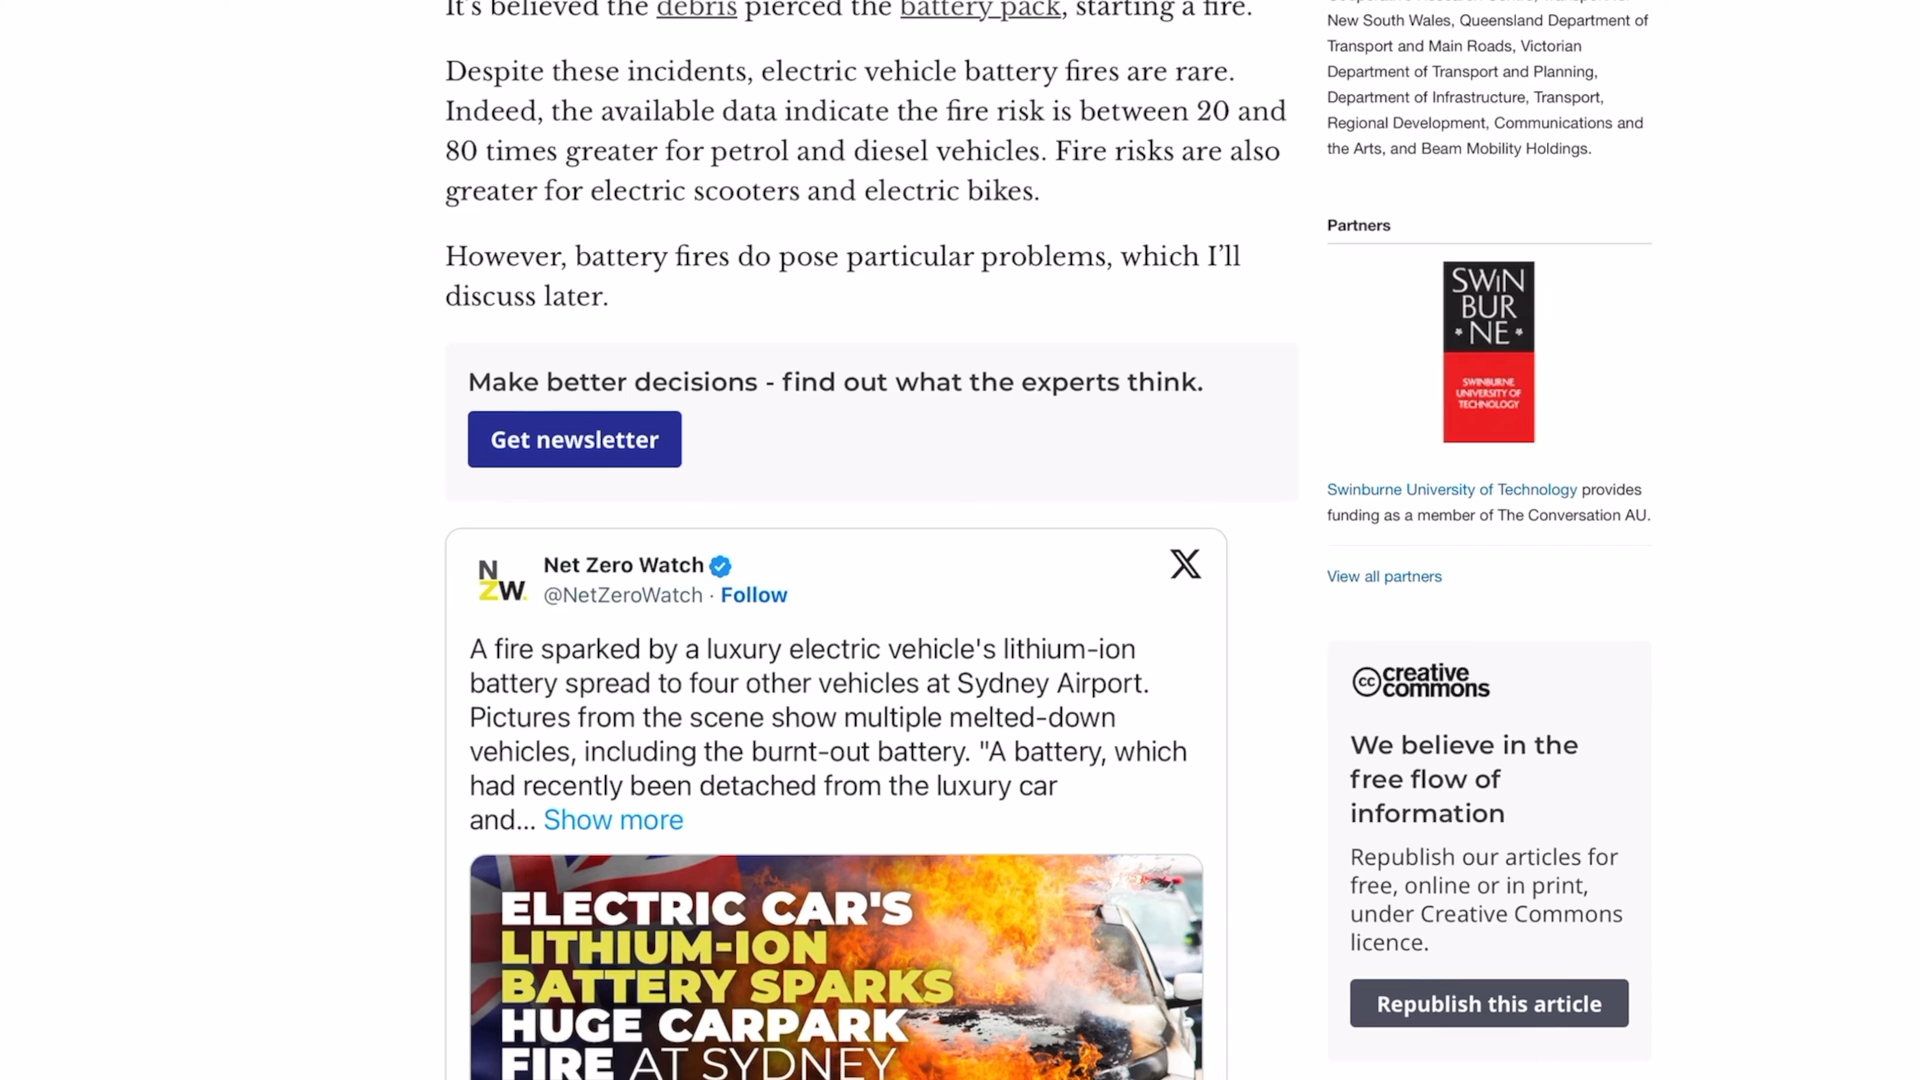 It's believed the debris pierced the battery pack, starting a fire.
Despite these incidents, electric vehicle battery fires are rare.
Indeed, the available data indicate the fire risk is between 20 and
80 times greater for petrol and diesel vehicles. Fire risks are also
greater for electric scooters and electric bikes.
However, battery fires do pose particular problems, which I'll
discuss later.
Make better decisions - find out what the experts think.
Get newsletter
NZW.
Net Zero Watch
@NetZeroWatch · Follow
A fire sparked by a luxury electric vehicle's lithium-ion
battery spread to four other vehicles at Sydney Airport.
Pictures from the scene show multiple melted-down
vehicles, including the burnt-out battery. "A battery, which
had recently been detached from the luxury car
and... Show more
ELECTRIC CAR'S
LITHIUM-ION
BATTERY SPARKS
HUGE CARPARK
FIRE AT SYDNEY
New South Wales, Queensland Department of
Transport and Main Roads, Victorian
Department of Transport and Planning,
Department of Infrastructure, Transport,
Regional Development, Communications and
the Arts, and Beam Mobility Holdings.
Partners
SWIN
BUR
* NE *
SWINBURNE
UNIVERSITY OF
TECHNOLOGY
Swinburne University of Technology provides
funding as a member of The Conversation AU.
View all partners
cc creative
commons
We believe in the
free flow of
information
Republish our articles for
free, online or in print,
under Creative Commons
licence.
Republish this article